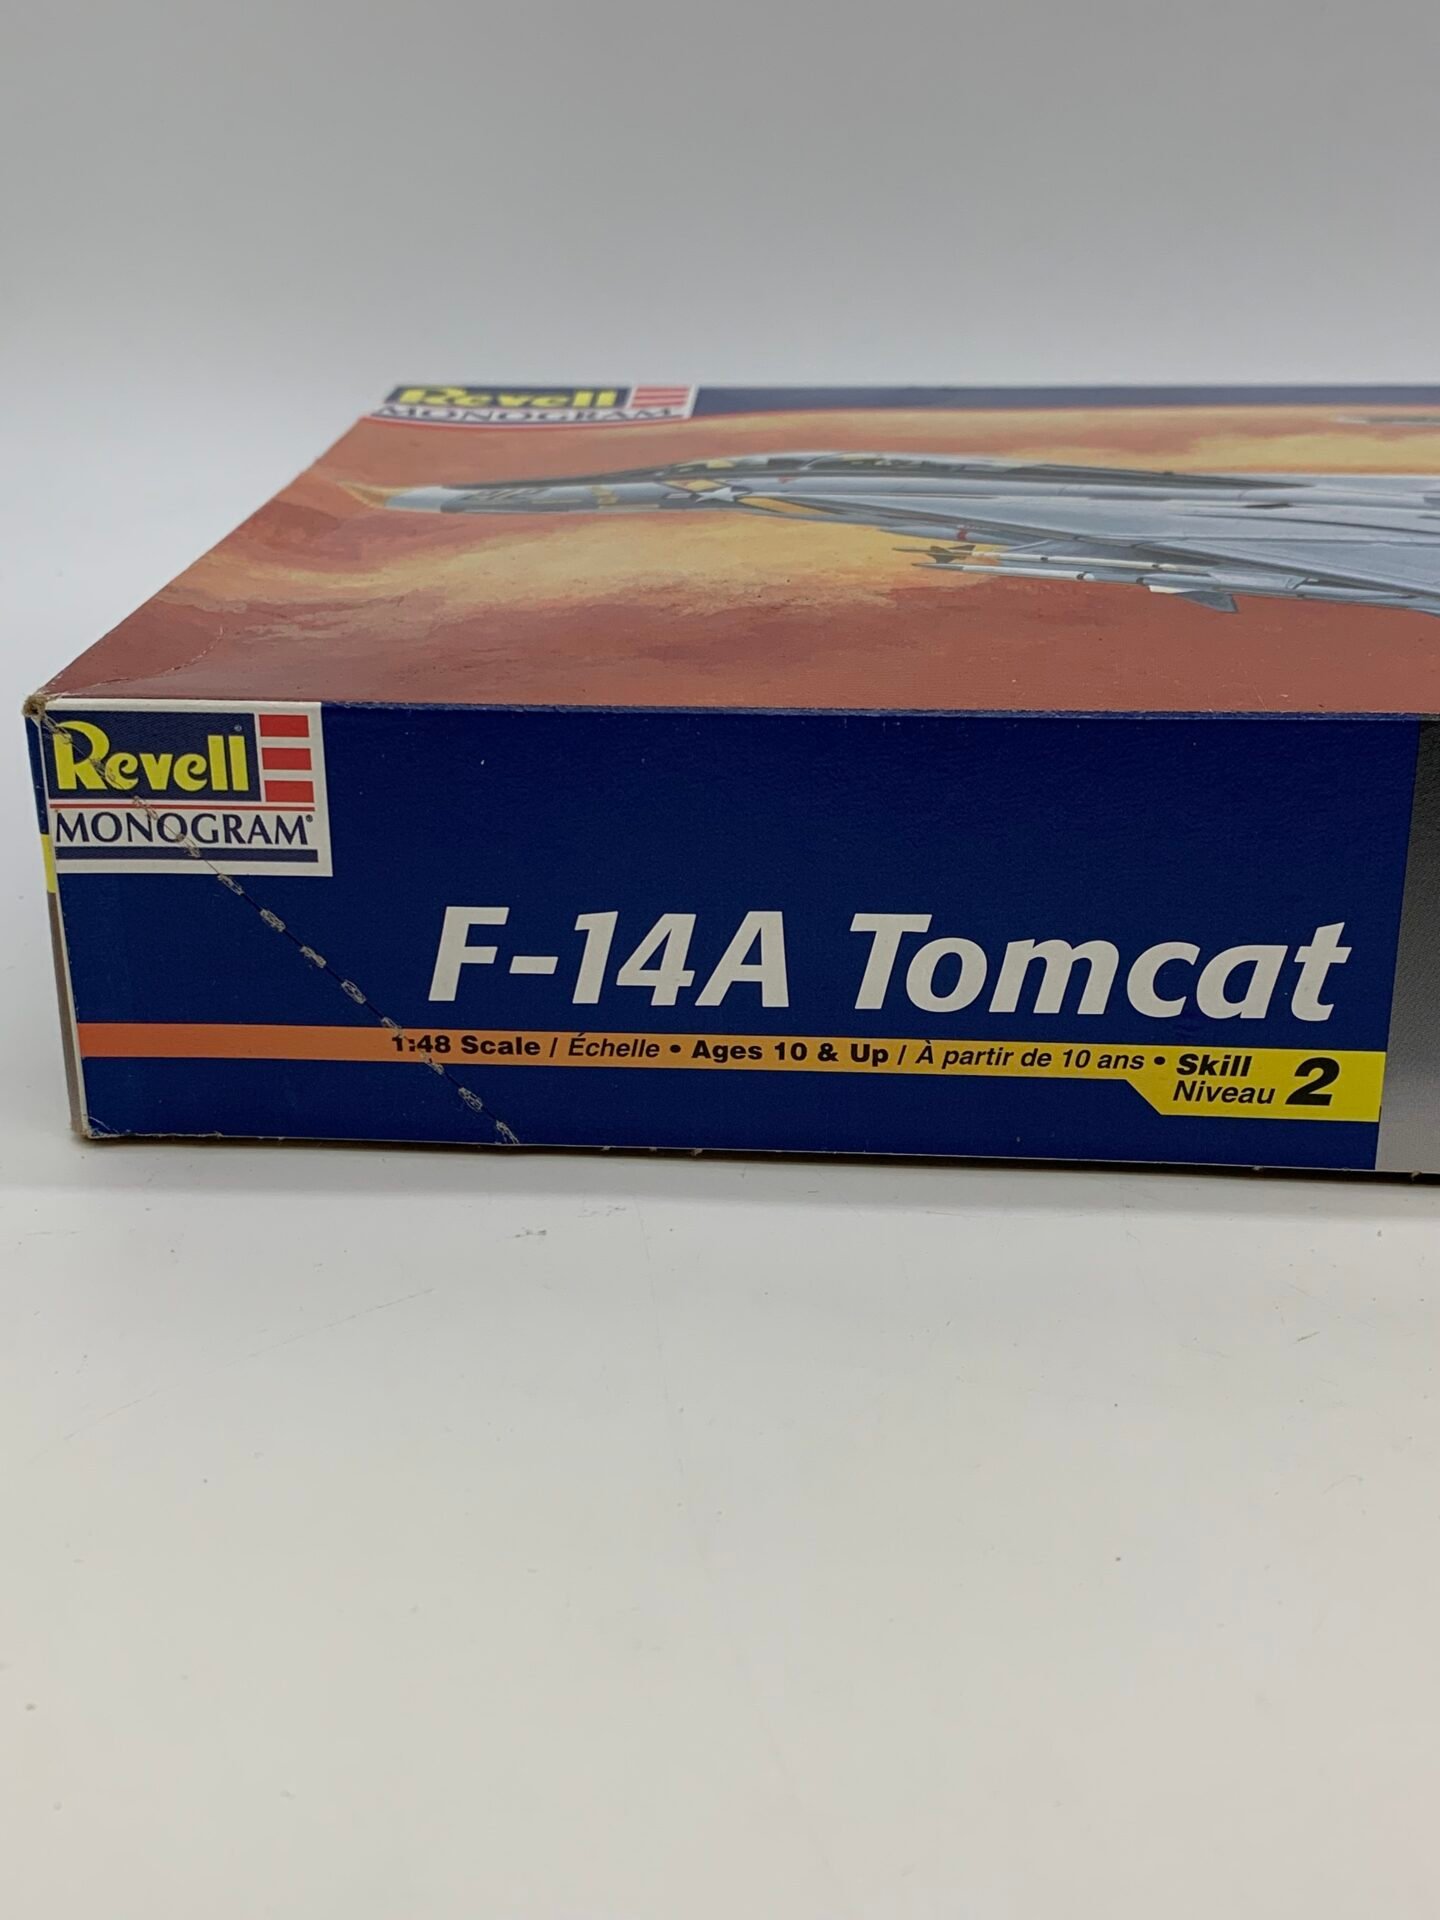 Revell
MONOGRAM
Revell®
MONOGRAM®
F-14A Tomcat
1:48 Scale / Échelle • Ages 10 & Up / À partir de 10 ans • Skill 2
Niveau